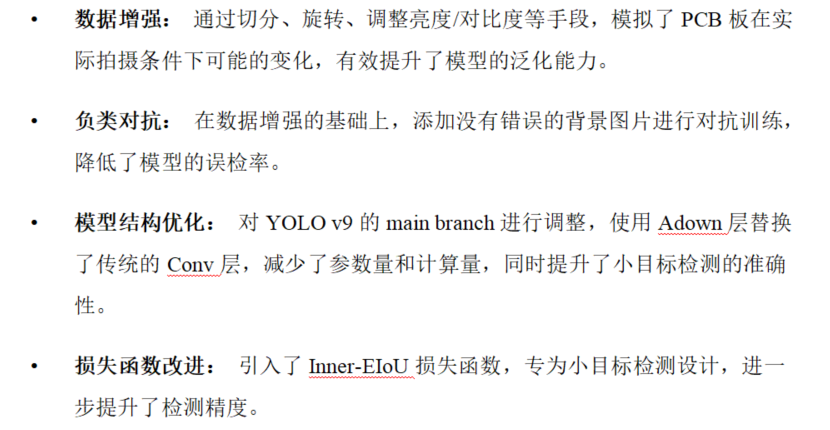 • 数据增强： 通过切分、旋转、调整亮度/对比度等手段，模拟了 PCB 板在实
际拍摄条件下可能的变化，有效提升了模型的泛化能力。
• 负类对抗： 在数据增强的基础上，添加没有错误的背景图片进行对抗训练，
降低了模型的误检率。
• 模型结构优化： 对 YOLO v9 的 main branch 进行调整，使用 Adown 层替换
了传统的 Conv 层，减少了参数量和计算量，同时提升了小目标检测的准确
性。
• 损失函数改进： 引入了 Inner-EIoU 损失函数，专为小目标检测设计，进一
步提升了检测精度。